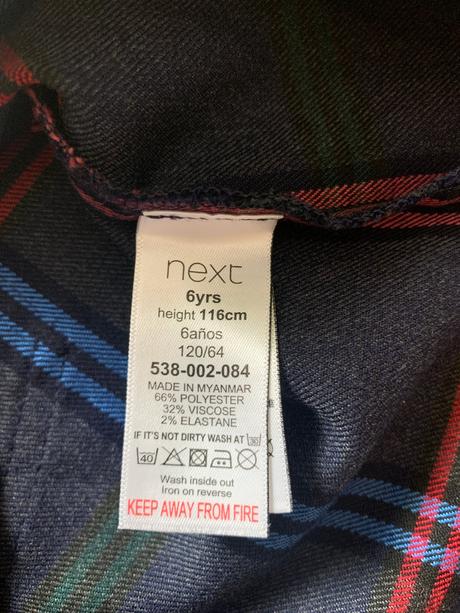 next
6yrs
height 116cm
6años
120/64
538-002-084
MADE IN MYANMAR
66% POLYESTER
32% VISCOSE
2% ELASTANE
IF IT'S NOT DIRTY WASH AT 30
40
Wash inside out
Iron on reverse
KEEP AWAY FROM FIRE